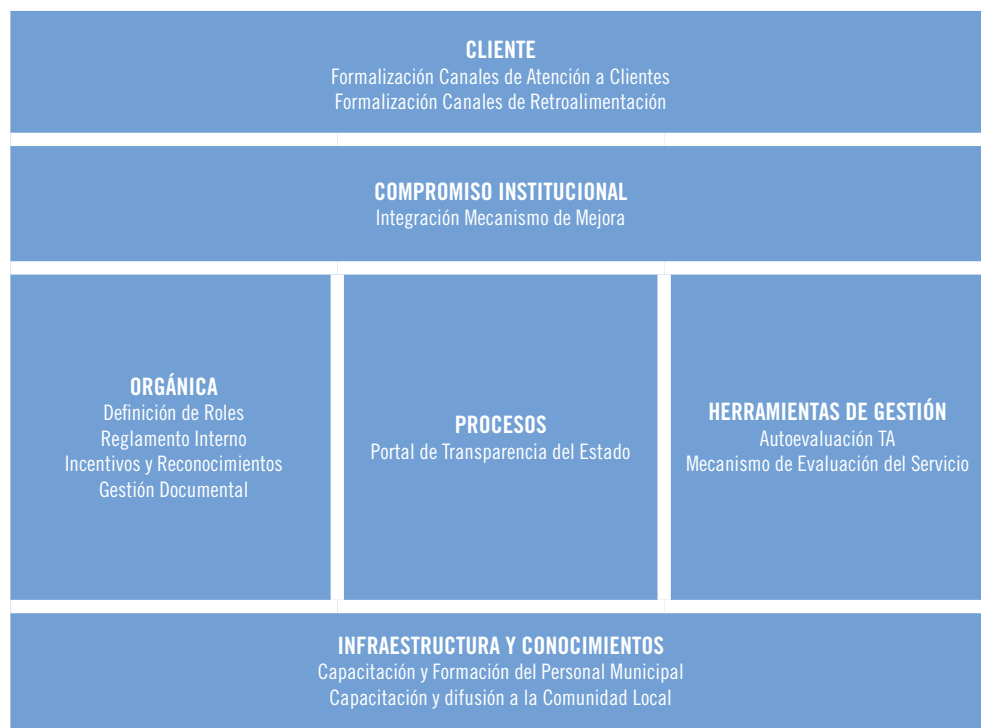 CLIENTE
Formalización Canales de Atención a Clientes
Formalización Canales de Retroalimentación
COMPROMISO INSTITUCIONAL
Integración Mecanismo de Mejora
ORGÁNICA
Definición de Roles
Reglamento Interno
Incentivos y Reconocimientos
Gestión Documental
PROCESOS
Portal de Transparencia del Estado
HERRAMIENTAS DE GESTIÓN
Autoevaluación TA
Mecanismo de Evaluación del Servicio
INFRAESTRUCTURA Y CONOCIMIENTOS
Capacitación y Formación del Personal Municipal
Capacitación y difusión a la Comunidad Local